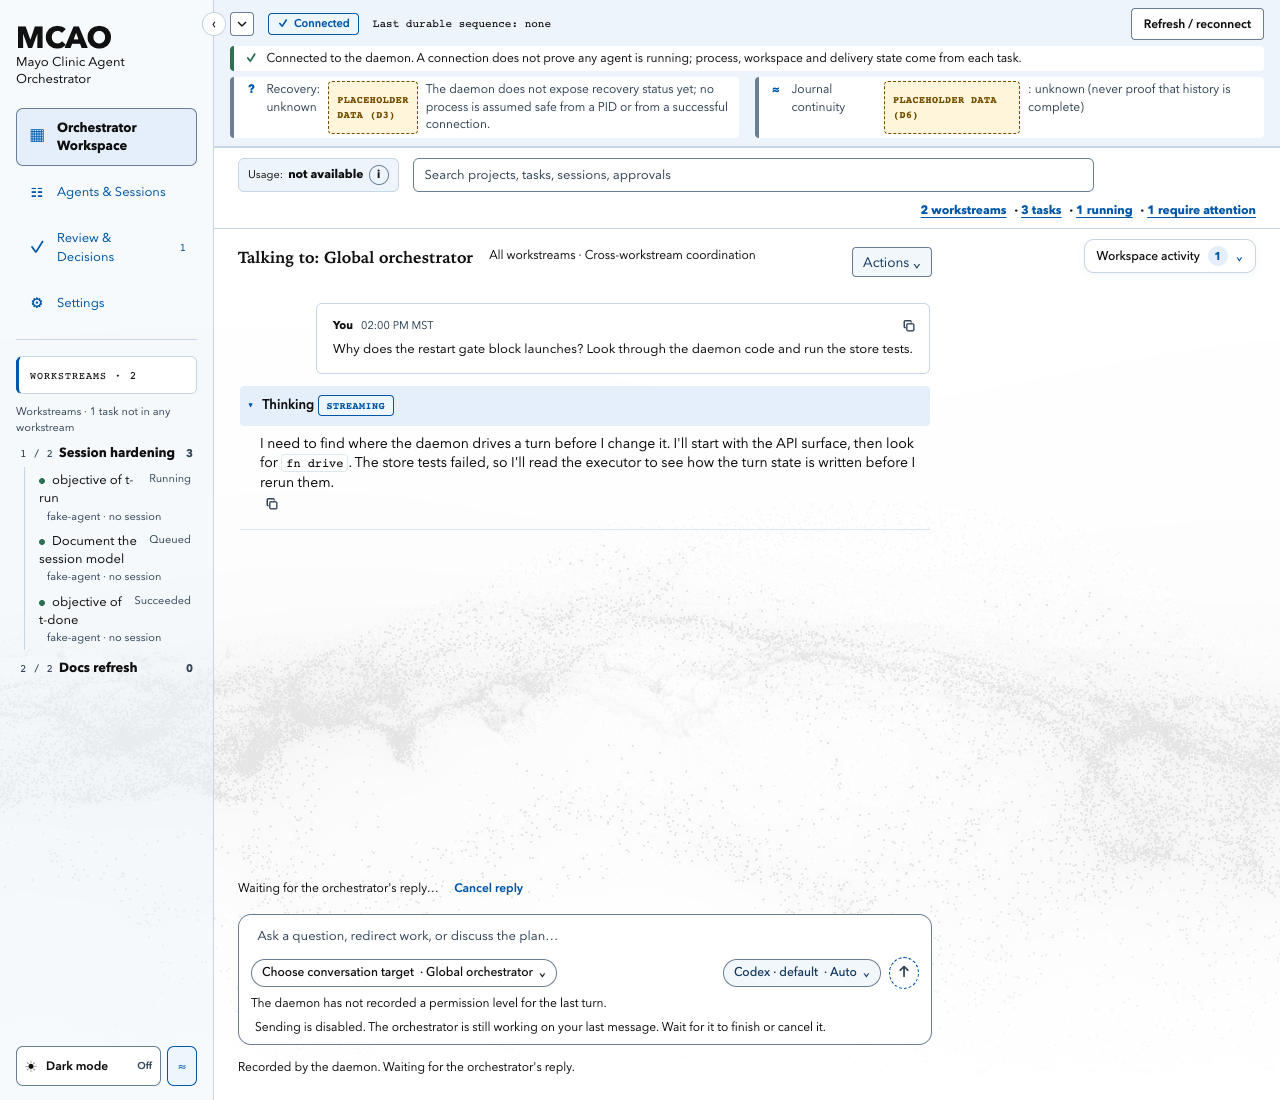 MCAO
Mayo Clinic Agent
Orchestrator
Orchestrator
Workspace
Agents & Sessions
Review &
Decisions
1
Settings
WORKSTREAMS · 2
Workstreams · 1 task not in any
workstream
1 / 2 Session hardening 3
objective of t-
run
Running
fake-agent · no session
Document the
session model
Queued
fake-agent · no session
objective of
t-done
Succeeded
fake-agent · no session
2 / 2 Docs refresh 0
Dark mode Off
≈
✓ Connected
Last durable sequence: none
Refresh / reconnect
✓ Connected to the daemon. A connection does not prove any agent is running; process, workspace and delivery state come from each task.
? Recovery:
unknown
PLACEHOLDER
DATA (D3)
The daemon does not expose recovery status yet; no
process is assumed safe from a PID or from a successful
connection.
≈ Journal
continuity
PLACEHOLDER DATA
(D6)
: unknown (never proof that history is
complete)
Usage: not available i
Search projects, tasks, sessions, approvals
2 workstreams · 3 tasks · 1 running · 1 require attention
Talking to: Global orchestrator
All workstreams · Cross-workstream coordination
Actions
Workspace activity 1
You 02:00 PM MST
Why does the restart gate block launches? Look through the daemon code and run the store tests.
Thinking STREAMING
I need to find where the daemon drives a turn before I change it. I'll start with the API surface, then look
for fn drive. The store tests failed, so I'll read the executor to see how the turn state is written before I
rerun them.
Waiting for the orchestrator's reply… Cancel reply
Ask a question, redirect work, or discuss the plan…
Choose conversation target · Global orchestrator
Codex · default · Auto
The daemon has not recorded a permission level for the last turn.
Sending is disabled. The orchestrator is still working on your last message. Wait for it to finish or cancel it.
Recorded by the daemon. Waiting for the orchestrator's reply.